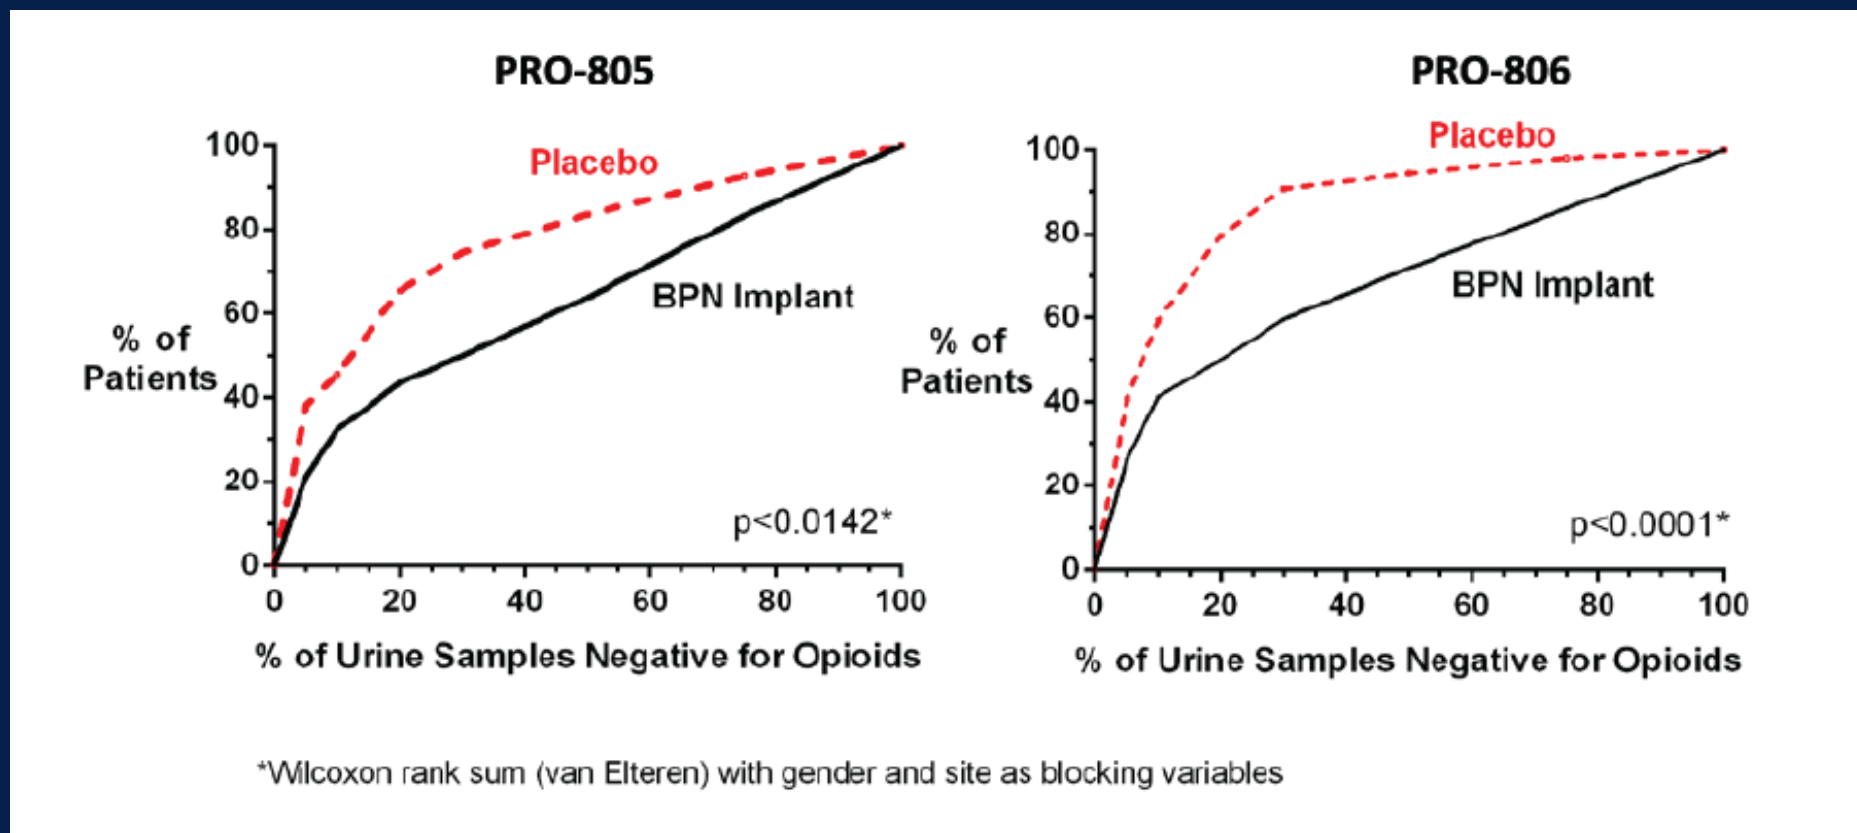 PRO-805
100
80
60
40
20
0
% of
Patients
Placebo
BPN Implant
p<0.0142*
0 20 40 60 80 100
% of Urine Samples Negative for Opioids
PRO-806
100
80
60
40
20
0
% of
Patients
Placebo
BPN Implant
p<0.0001*
0 20 40 60 80 100
% of Urine Samples Negative for Opioids
*Wilcoxon rank sum (van Elteren) with gender and site as blocking variables